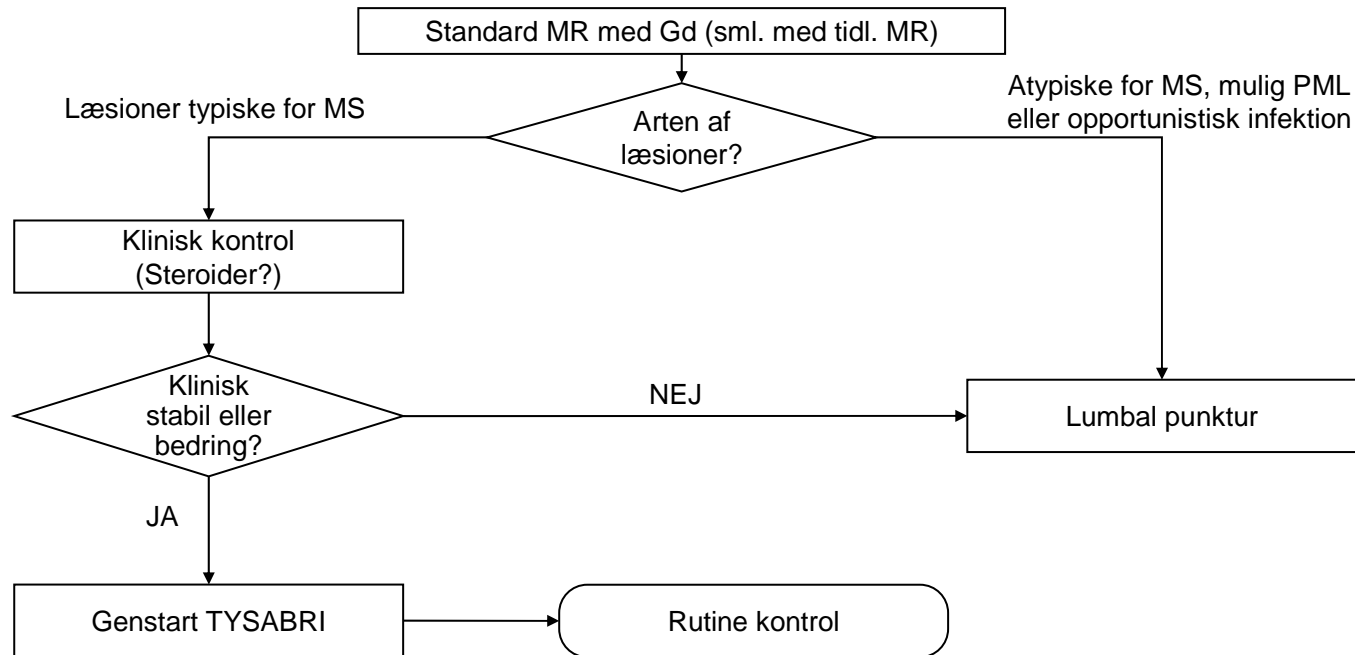 Standard MR med Gd (sml. med tidl. MR)
Læsioner typiske for MS
Arten af
læsioner?
Atypiske for MS, mulig PML
eller opportunistisk infektion
Klinisk kontrol
(Steroider?)
Klinisk
stabil eller
bedring?
NEJ
Lumbal punktur
JA
Genstart TYSABRI
Rutine kontrol